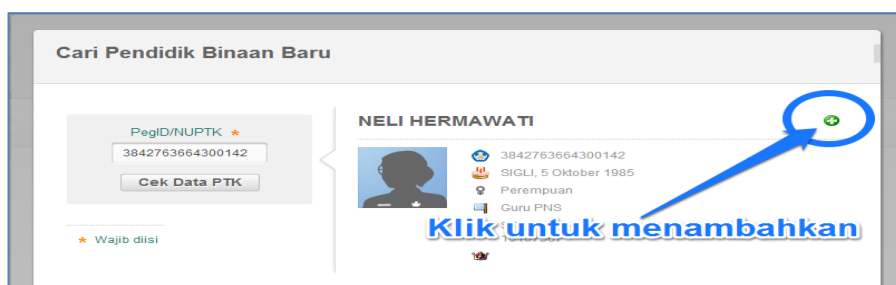 Cari Pendidik Binaan Baru
PegID/NUPTK *
3842763664300142
Cek Data PTK
* Wajib diisi
NELI HERMAWATI
3842763664300142
SIGLI, 5 Oktober 1985
Perempuan
Guru PNS
Klik untuk menambahkan